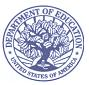 DEPARTMENT OF EDUCATION
UNITED STATES OF AMERICA